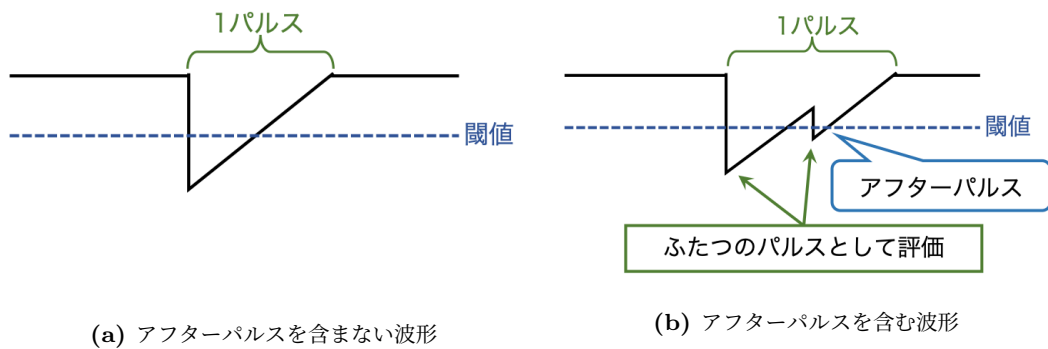 1パルス
閾値
(a) アフターパルスを含まない波形
1パルス
閾値
アフターパルス
ふたつのパルスとして評価
(b) アフターパルスを含む波形